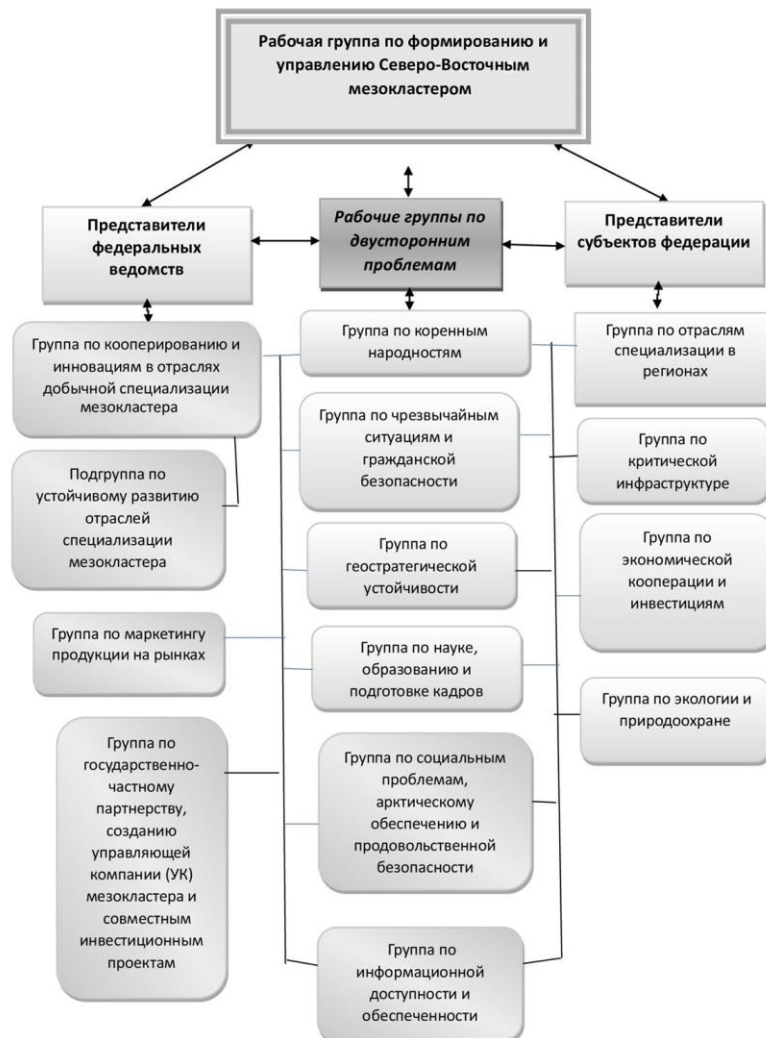 Рабочая группа по формированию и
управлению Северо-Восточным
мезокластером
Представители
федеральных
ведомств
Рабочие группы по
двусторонним
проблемам
Представители
субъектов федерации
Группа по кооперированию и
инновациям в отраслях
добычной специализации
мезокластера
Подгруппа по
устойчивому развитию
отраслей
специализации
мезокластера
Группа по маркетингу
продукции на рынках
Группа по
государственно-
частному
партнерству,
созданию
управляющей
компании (УК)
мезокластера и
совместным
инвестиционным
проектам
Группа по коренным
народностям
Группа по чрезвычайным
ситуациям и
гражданской
безопасности
Группа по
геостратегической
устойчивости
Группа по науке,
образованию и
подготовке кадров
Группа по социальным
проблемам,
арктическому
обеспечению и
продовольственной
безопасности
Группа по
информационной
доступности и
обеспеченности
Группа по отраслям
специализации в
регионах
Группа по
критической
инфраструктуре
Группа по
экономической
кооперации и
инвестициям
Группа по экологии и
природоохране